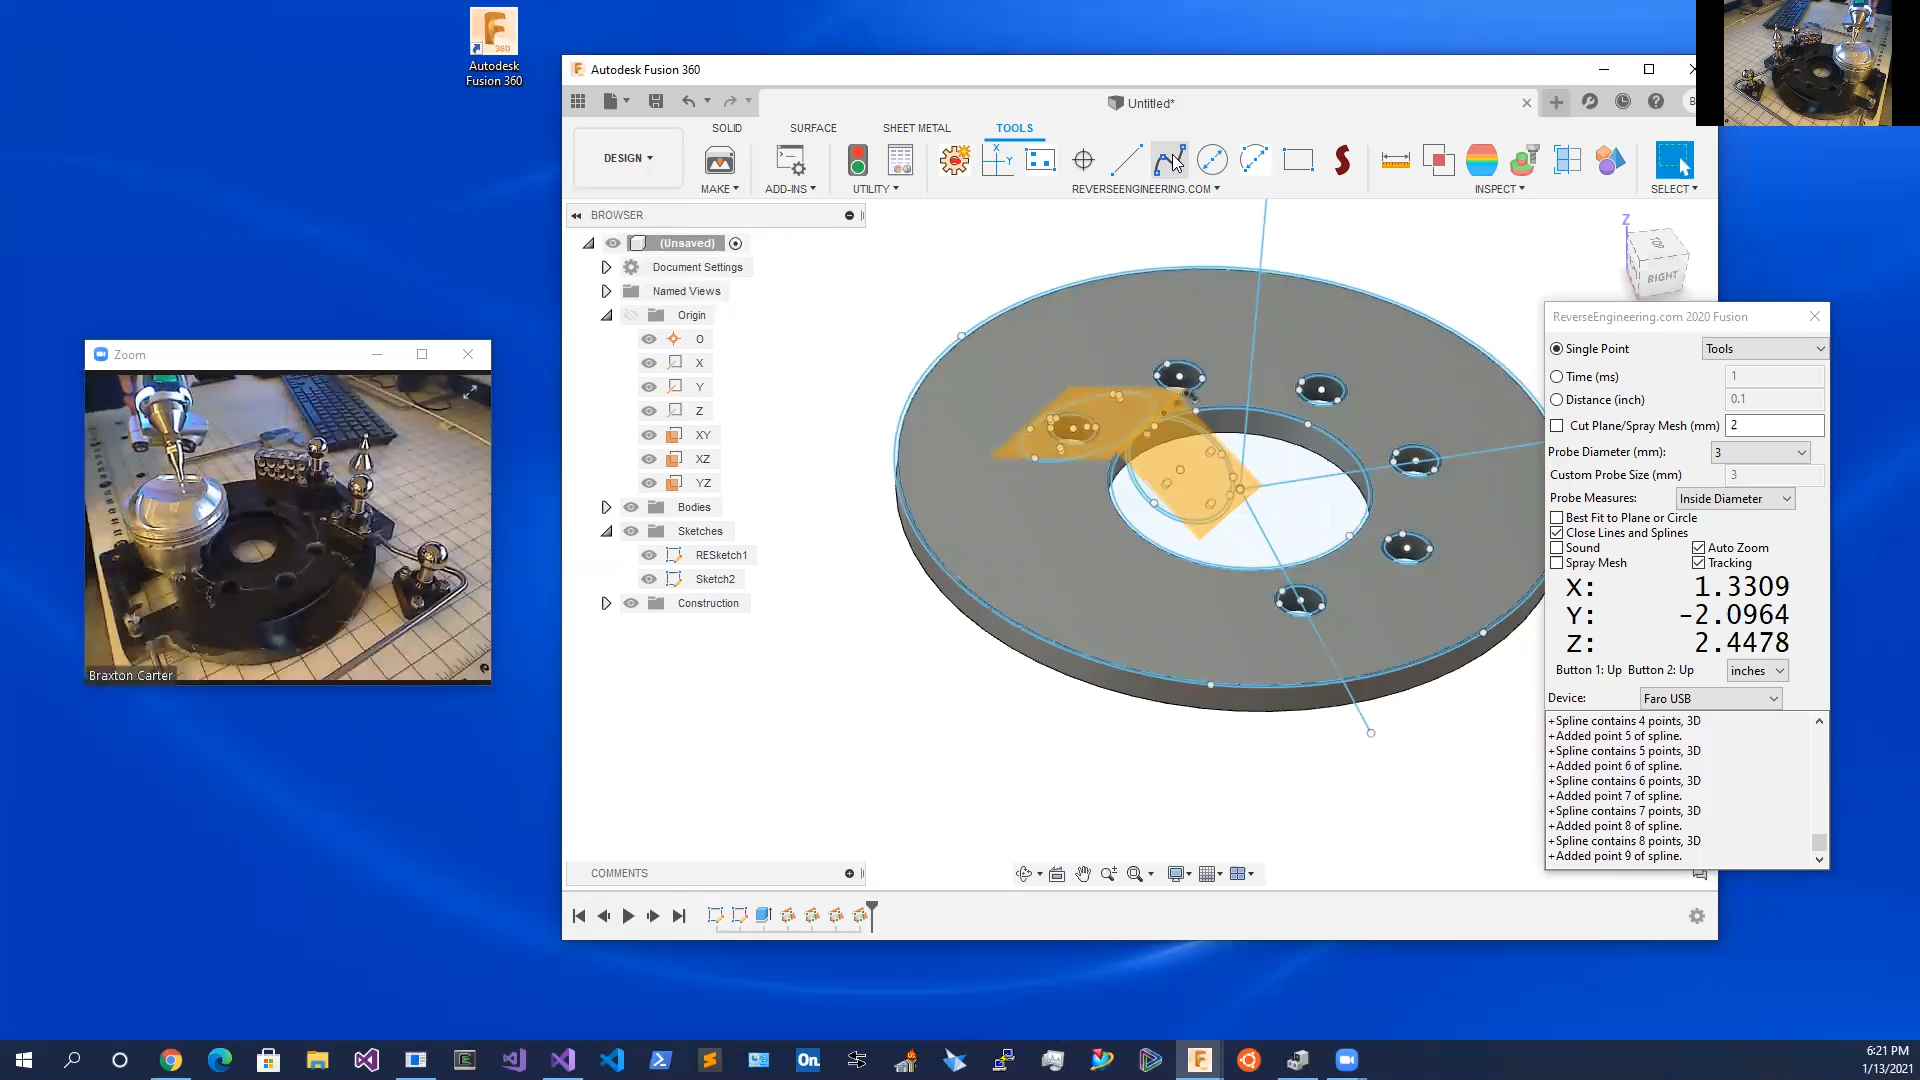 360
Autodesk
Fusion 360
Autodesk Fusion 360
Untitled*
B
SOLID
SURFACE
SHEET METAL
TOOLS
DESIGN
MAKE
ADD-INS
UTILITY
REVERSEENGINEERING.COM
INSPECT
SELECT
BROWSER
(Unsaved)
Document Settings
Named Views
Origin
O
X
Y
Z
XY
XZ
YZ
Bodies
Sketches
RESketch1
Sketch2
Construction
Z
TOP
RIGHT
Zoom
Braxton Carter
ReverseEngineering.com 2020 Fusion
Single Point
Tools
Time (ms)
1
Distance (inch)
0.1
Cut Plane/Spray Mesh (mm)
2
Probe Diameter (mm):
3
Custom Probe Size (mm)
3
Probe Measures:
Inside Diameter
Best Fit to Plane or Circle
Close Lines and Splines
Sound
Auto Zoom
Spray Mesh
Tracking
X: 1.3309
Y: -2.0964
Z: 2.4478
Button 1: Up Button 2: Up
inches
Device:
Faro USB
+Spline contains 4 points, 3D
+Added point 5 of spline.
+Spline contains 5 points, 3D
+Added point 6 of spline.
+Spline contains 6 points, 3D
+Added point 7 of spline.
+Spline contains 7 points, 3D
+Added point 8 of spline.
+Spline contains 8 points, 3D
+Added point 9 of spline.
COMMENTS
On
6:21 PM
1/13/2021